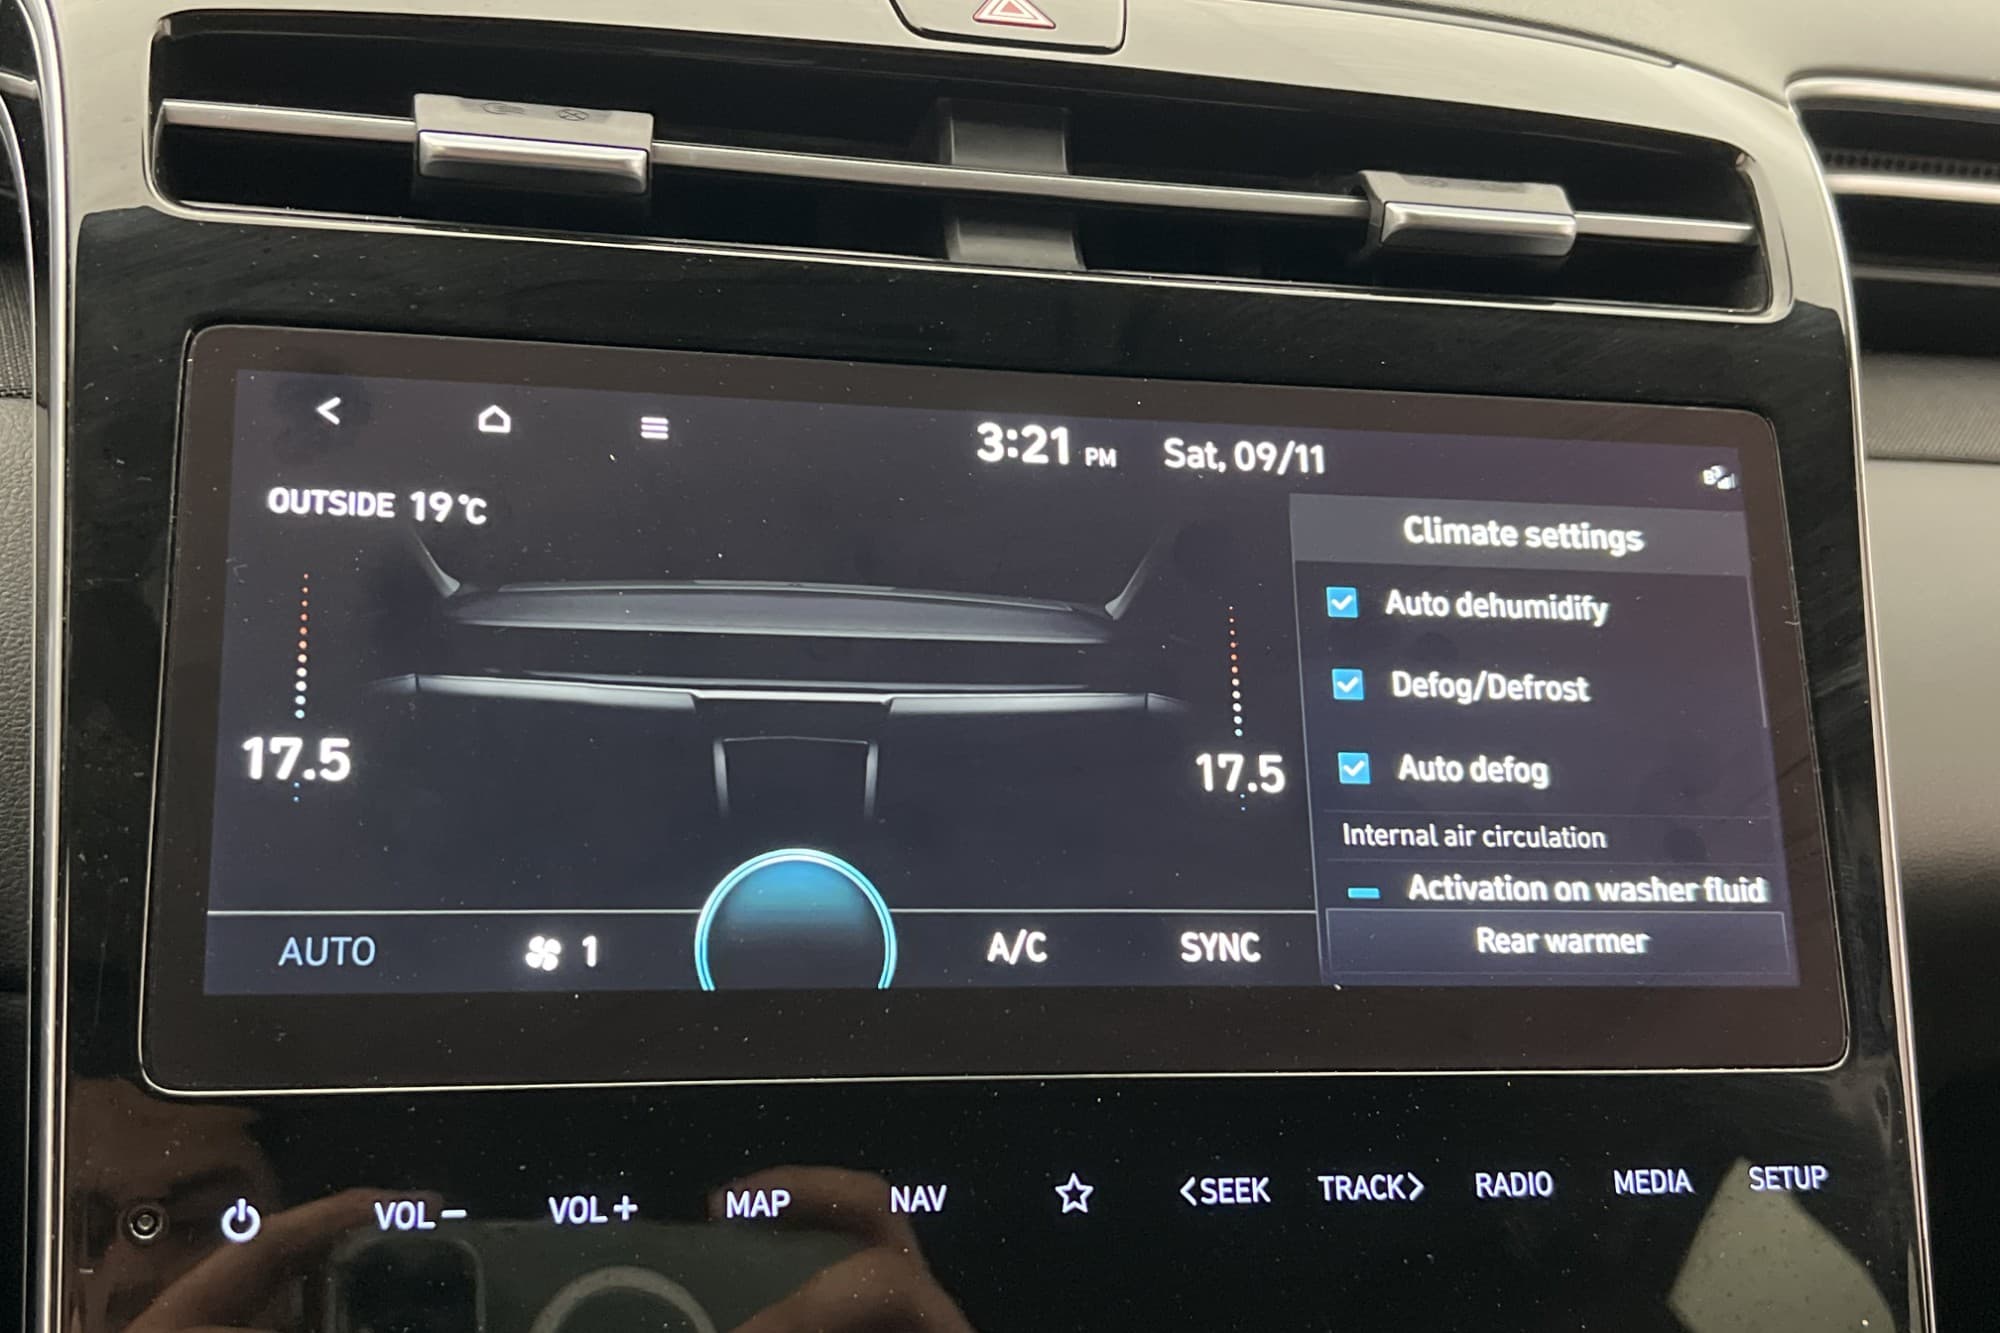 3:21 PM Sat, 09/11
OUTSIDE 19°C
Climate settings
Auto dehumidify
Defog/Defrost
Auto defog
17.5
17.5
Internal air circulation
Activation on washer fluid
Rear warmer
AUTO 1 A/C SYNC
VOL− VOL+ MAP NAV <SEEK TRACK> RADIO MEDIA SETUP